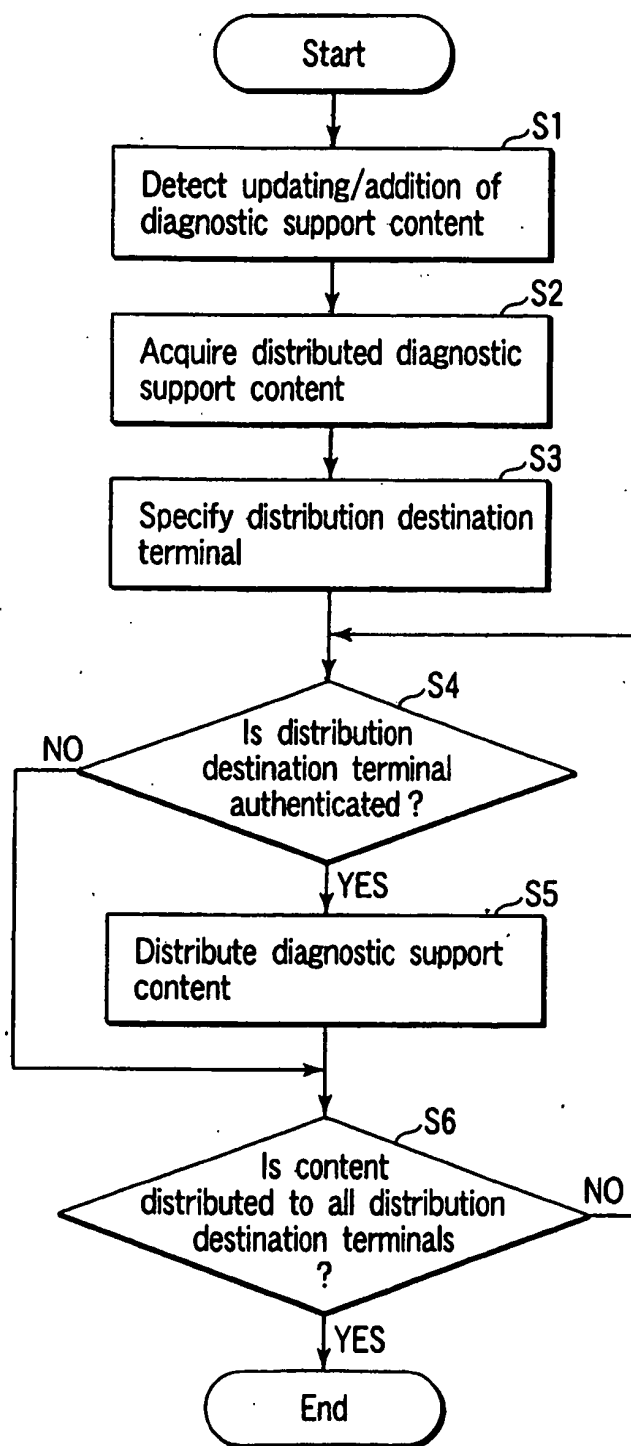 Start
S1
Detect updating/addition of
diagnostic support content
S2
Acquire distributed diagnostic
support content
S3
Specify distribution destination
terminal
S4
Is distribution
destination terminal
authenticated ?
NO
YES
S5
Distribute diagnostic support
content
S6
Is content
distributed to all distribution
destination terminals
?
NO
YES
End